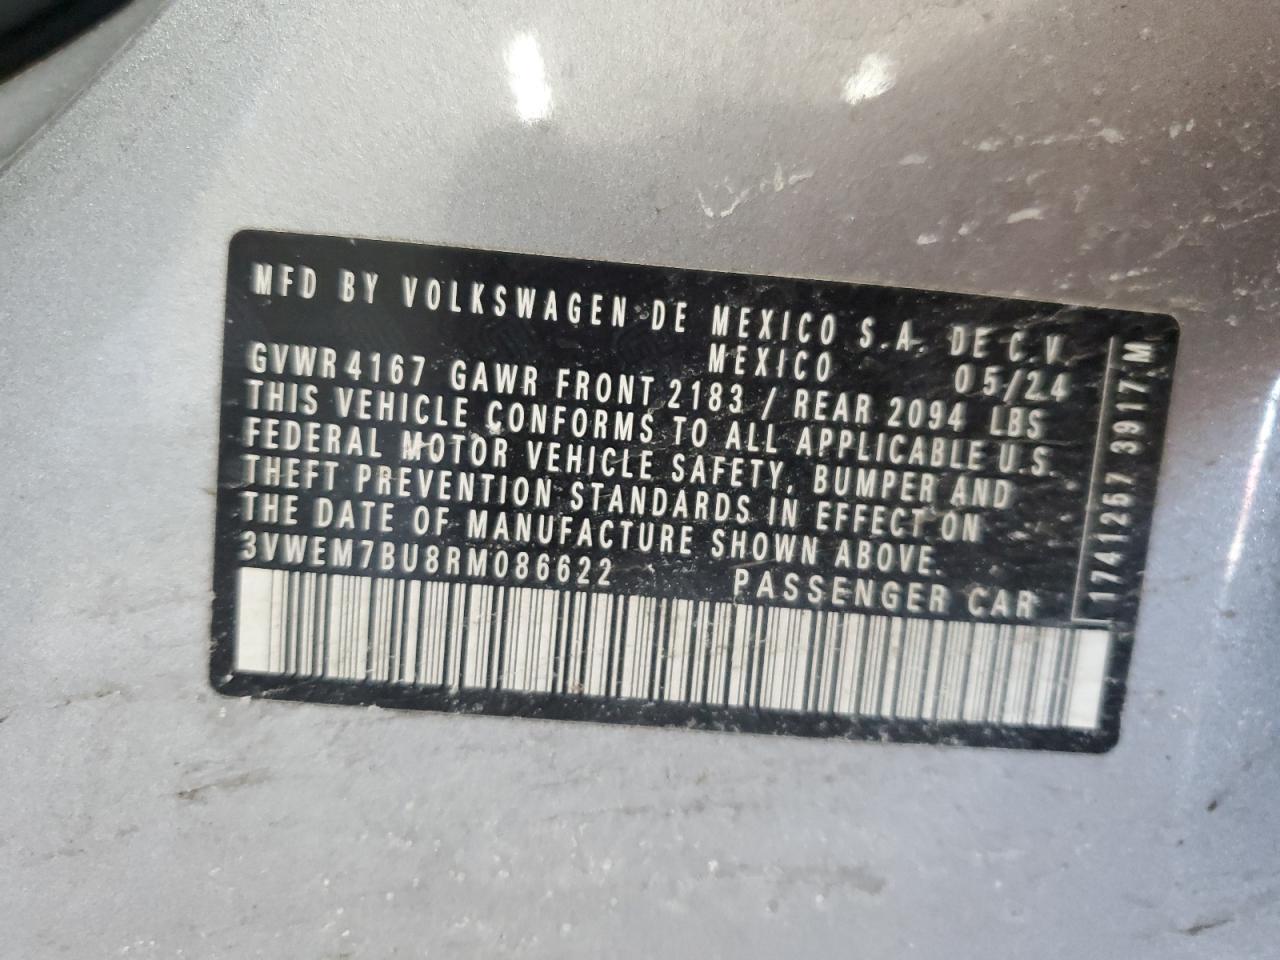 MFD BY VOLKSWAGEN DE MEXICO S.A. DE C.V.
MEXICO 05/24
GVWR 4167 GAWR FRONT 2183 / REAR 2094 LBS
THIS VEHICLE CONFORMS TO ALL APPLICABLE U.S.
FEDERAL MOTOR VEHICLE SAFETY, BUMPER AND
THEFT PREVENTION STANDARDS IN EFFECT ON
THE DATE OF MANUFACTURE SHOWN ABOVE.
3VWEM7BU8RM086622 PASSENGER CAR
1741267 3917 M